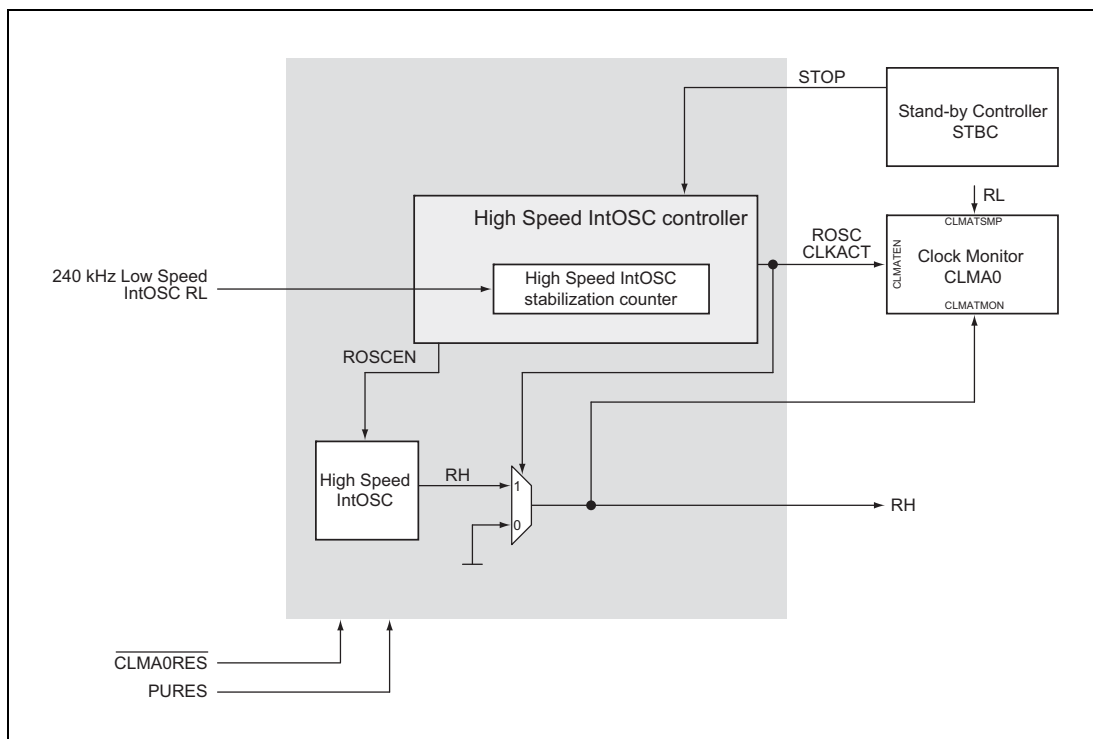 STOP
Stand-by Controller
STBC
RL
High Speed IntOSC controller
CLMATSMP
ROSC
CLKACT
CLMATEN
Clock Monitor
CLMA0
CLMATMON
240 kHz Low Speed
IntOSC RL
High Speed IntOSC
stabilization counter
ROSCEN
High Speed
IntOSC
RH
1
0
RH
CLMA0RES
PURES